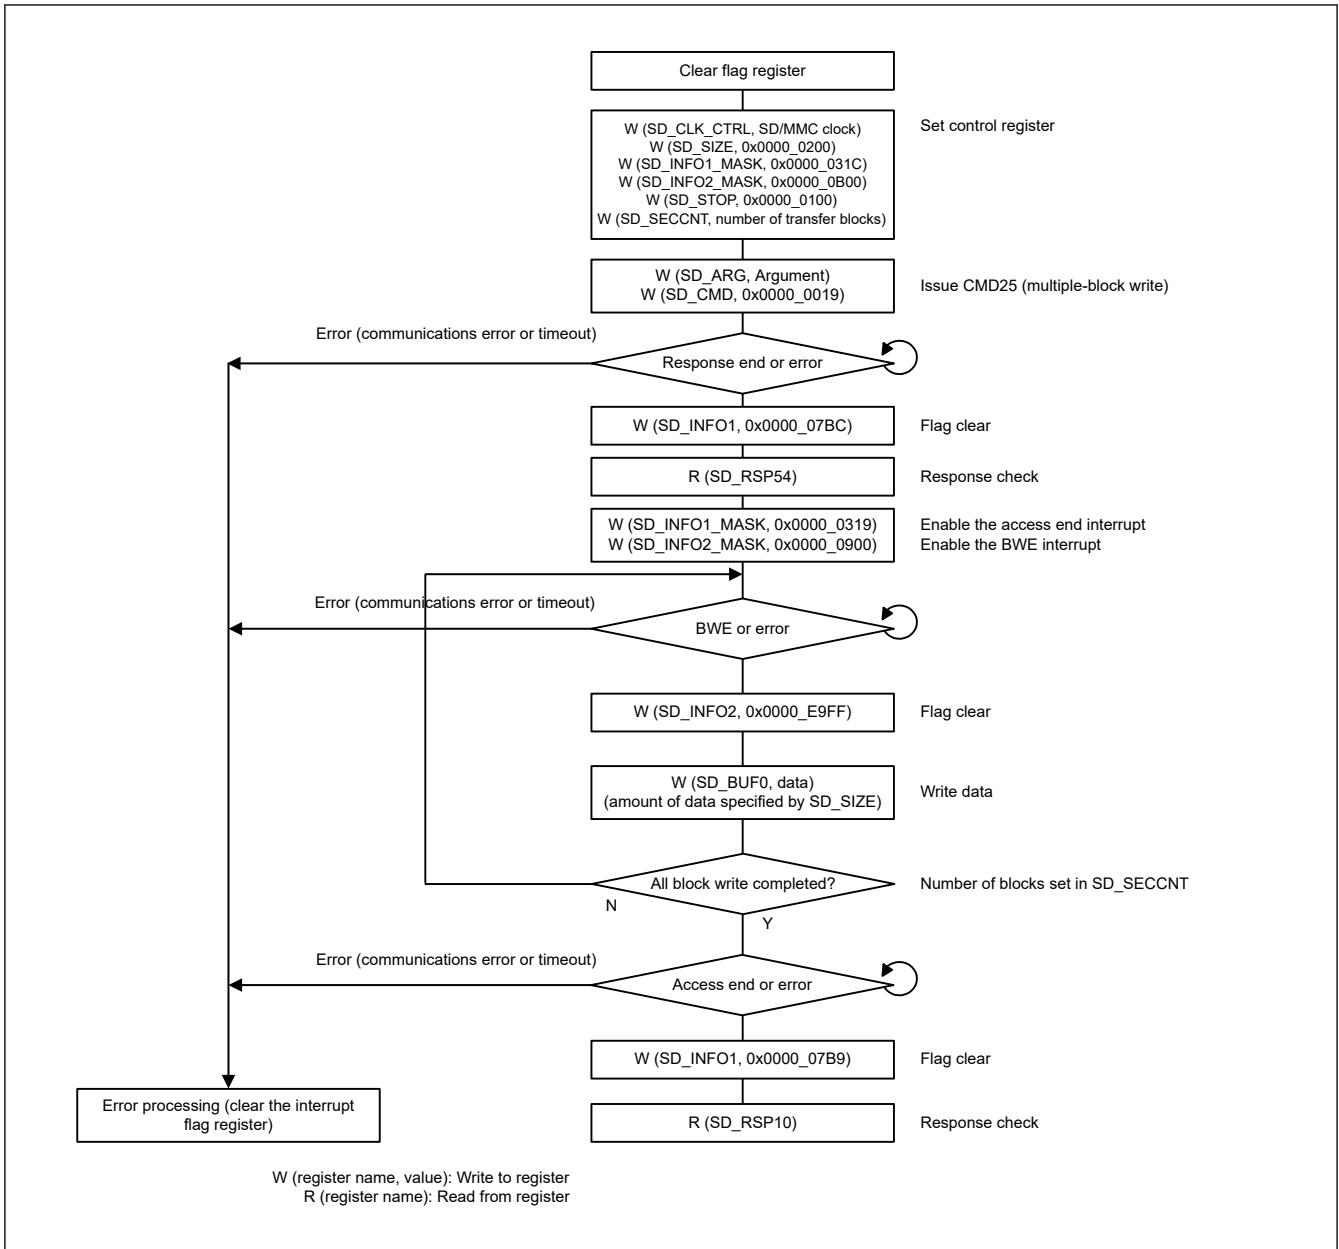 Clear flag register
W (SD_CLK_CTRL, SD/MMC clock)
W (SD_SIZE, 0x0000_0200)
W (SD_INFO1_MASK, 0x0000_031C)
W (SD_INFO2_MASK, 0x0000_0B00)
W (SD_STOP, 0x0000_0100)
W (SD_SECCNT, number of transfer blocks)
Set control register
W (SD_ARG, Argument)
W (SD_CMD, 0x0000_0019)
Issue CMD25 (multiple-block write)
Error (communications error or timeout)
Response end or error
W (SD_INFO1, 0x0000_07BC)
Flag clear
R (SD_RSP54)
Response check
W (SD_INFO1_MASK, 0x0000_0319)
W (SD_INFO2_MASK, 0x0000_0900)
Enable the access end interrupt
Enable the BWE interrupt
Error (communications error or timeout)
BWE or error
W (SD_INFO2, 0x0000_E9FF)
Flag clear
W (SD_BUF0, data)
(amount of data specified by SD_SIZE)
Write data
All block write completed?
Number of blocks set in SD_SECCNT
N
Y
Error (communications error or timeout)
Access end or error
W (SD_INFO1, 0x0000_07B9)
Flag clear
Error processing (clear the interrupt
flag register)
R (SD_RSP10)
Response check
W (register name, value): Write to register
R (register name): Read from register